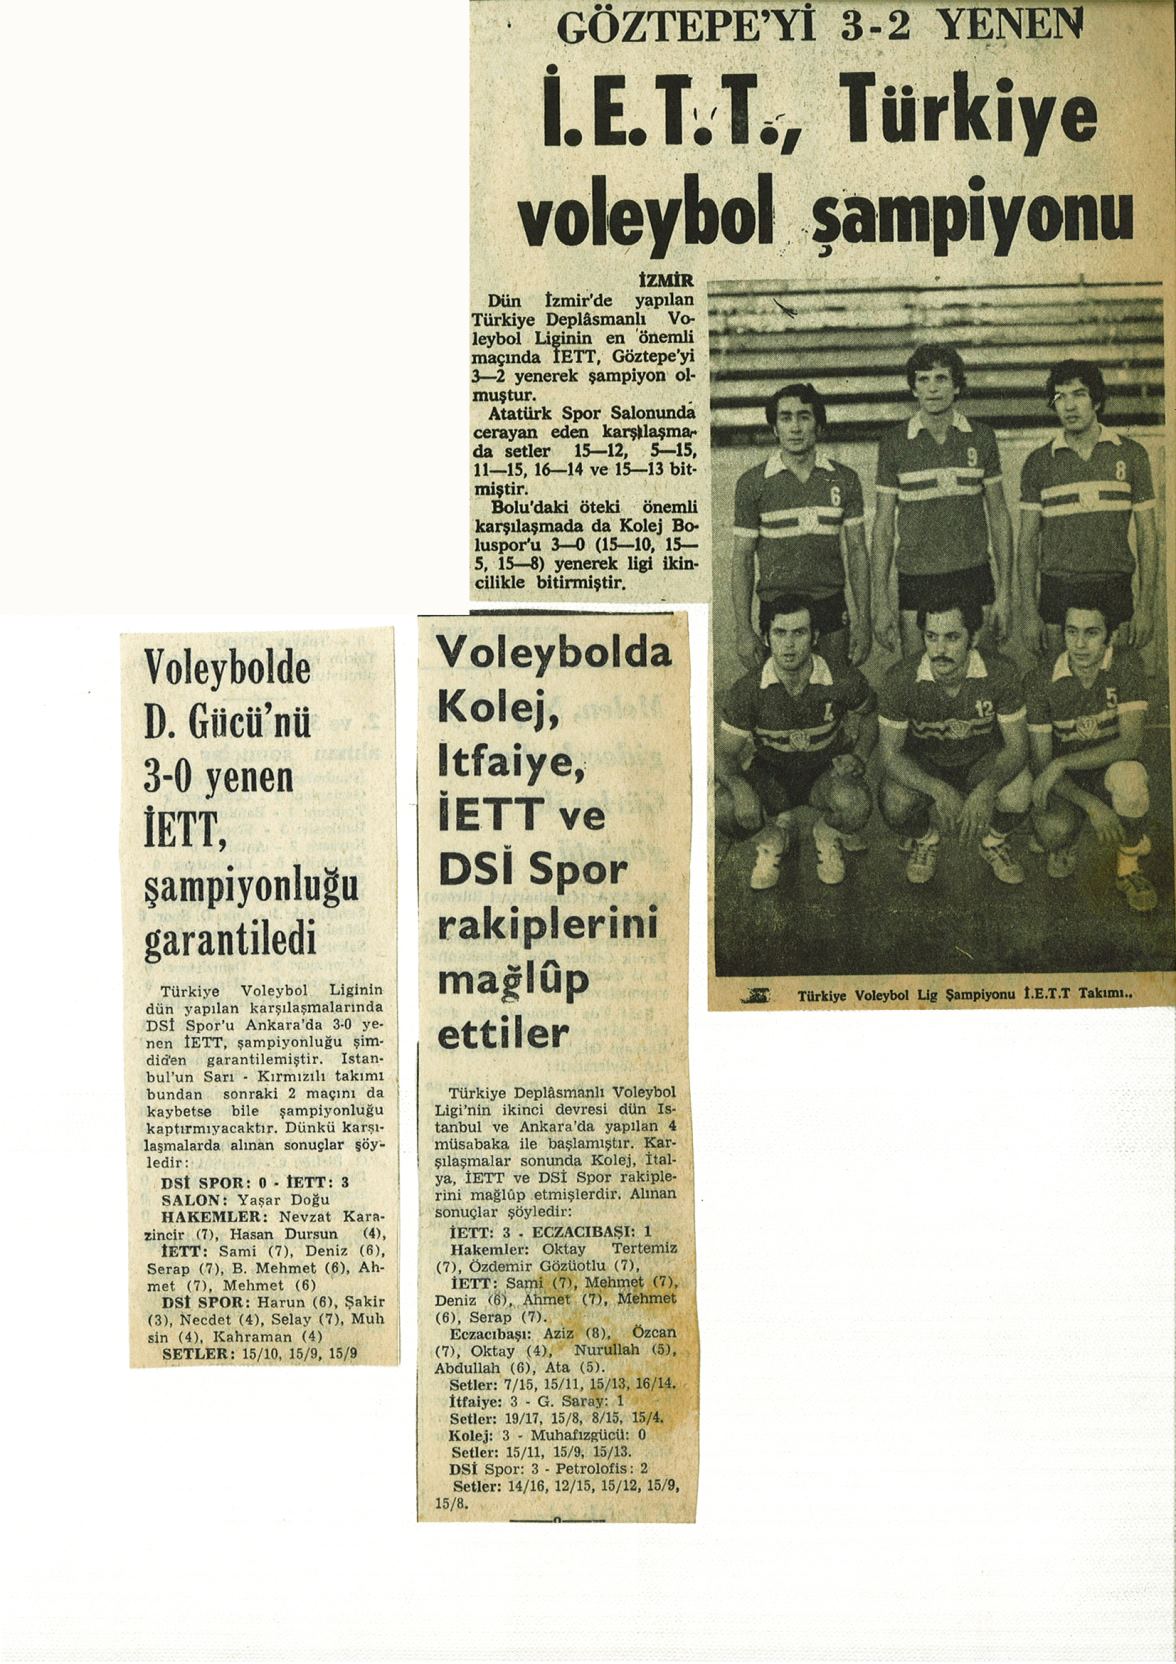 GÖZTEPE'Yİ 3-2 YENEN
İ.E.T.T., Türkiye
voleybol şampiyonu
İZMİR
Dün İzmir'de yapılan
Türkiye Deplâsmanlı Vo-
leybol Liginin en önemli
maçında İETT, Göztepe'yi
3—2 yenerek şampiyon ol-
muştur.
Atatürk Spor Salonunda
cerayan eden karşılaşma-
da setler 15—12, 5—15,
11—15, 16—14 ve 15—13 bit-
miştir.
Bolu'daki öteki önemli
karşılaşmada da Kolej Bo-
luspor'u 3—0 (15—10, 15—
5, 15—8) yenerek ligi ikin-
cilikle bitirmiştir.
6
9
8
4
12
5
Türkiye Voleybol Lig Şampiyonu İ.E.T.T Takımı..
Voleybolde
D. Gücü'nü
3-0 yenen
İETT,
şampiyonluğu
garantiledi
Türkiye Voleybol Liginin
dün yapılan karşılaşmalarında
DSİ Spor'u Ankara'da 3-0 ye-
nen İETT, şampiyonluğu şim-
diden garantilemiştir. Istan-
bul'un Sarı - Kırmızılı takımı
bundan sonraki 2 maçını da
kaybetse bile şampiyonluğu
kaptırmıyacaktır. Dünkü karşı-
laşmalarda alınan sonuçlar şöy-
ledir:
DSİ SPOR: 0 - İETT: 3
SALON: Yaşar Doğu
HAKEMLER: Nevzat Kara-
zincir (7), Hasan Dursun (4),
İETT: Sami (7), Deniz (6),
Serap (7), B. Mehmet (6), Ah-
met (7), Mehmet (6)
DSİ SPOR: Harun (6), Şakir
(3), Necdet (4), Selay (7), Muh
sin (4), Kahraman (4)
SETLER: 15/10, 15/9, 15/9
Voleybolda
Kolej,
Itfaiye,
İETT ve
DSİ Spor
rakiplerini
mağlûp
ettiler
Türkiye Deplâsmanlı Voleybol
Ligi'nin ikinci devresi dün Is-
tanbul ve Ankara'da yapılan 4
müsabaka ile başlamıştır. Kar-
şılaşmalar sonunda Kolej, İtal-
ya, İETT ve DSİ Spor rakiple-
rini mağlûp etmişlerdir. Alınan
sonuçlar şöyledir:
İETT: 3 - ECZACIBAŞI: 1
Hakemler: Oktay Tertemiz
(7), Özdemir Gözüotlu (7),
İETT: Sami (7), Mehmet (7),
Deniz (6), Ahmet (7), Mehmet
(6), Serap (7).
Eczacıbaşı: Aziz (8), Özcan
(7), Oktay (4), Nurullah (5),
Abdullah (6), Ata (5).
Setler: 7/15, 15/11, 15/13, 16/14.
İtfaiye: 3 - G. Saray: 1
Setler: 19/17, 15/8, 8/15, 15/4.
Kolej: 3 - Muhafızgücü: 0
Setler: 15/11, 15/9, 15/13.
DSİ Spor: 3 - Petrolofis: 2
Setler: 14/16, 12/15, 15/12, 15/9,
15/8.